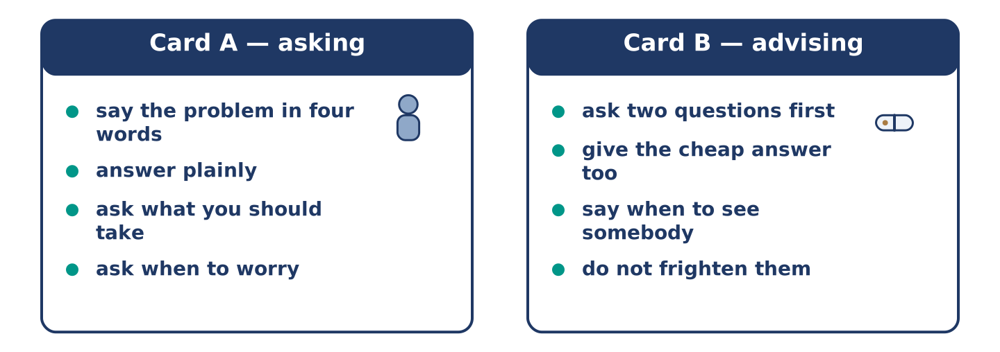 Card A — asking
say the problem in four
words
answer plainly
ask what you should
take
ask when to worry
Card B — advising
ask two questions first
give the cheap answer
too
say when to see
somebody
do not frighten them